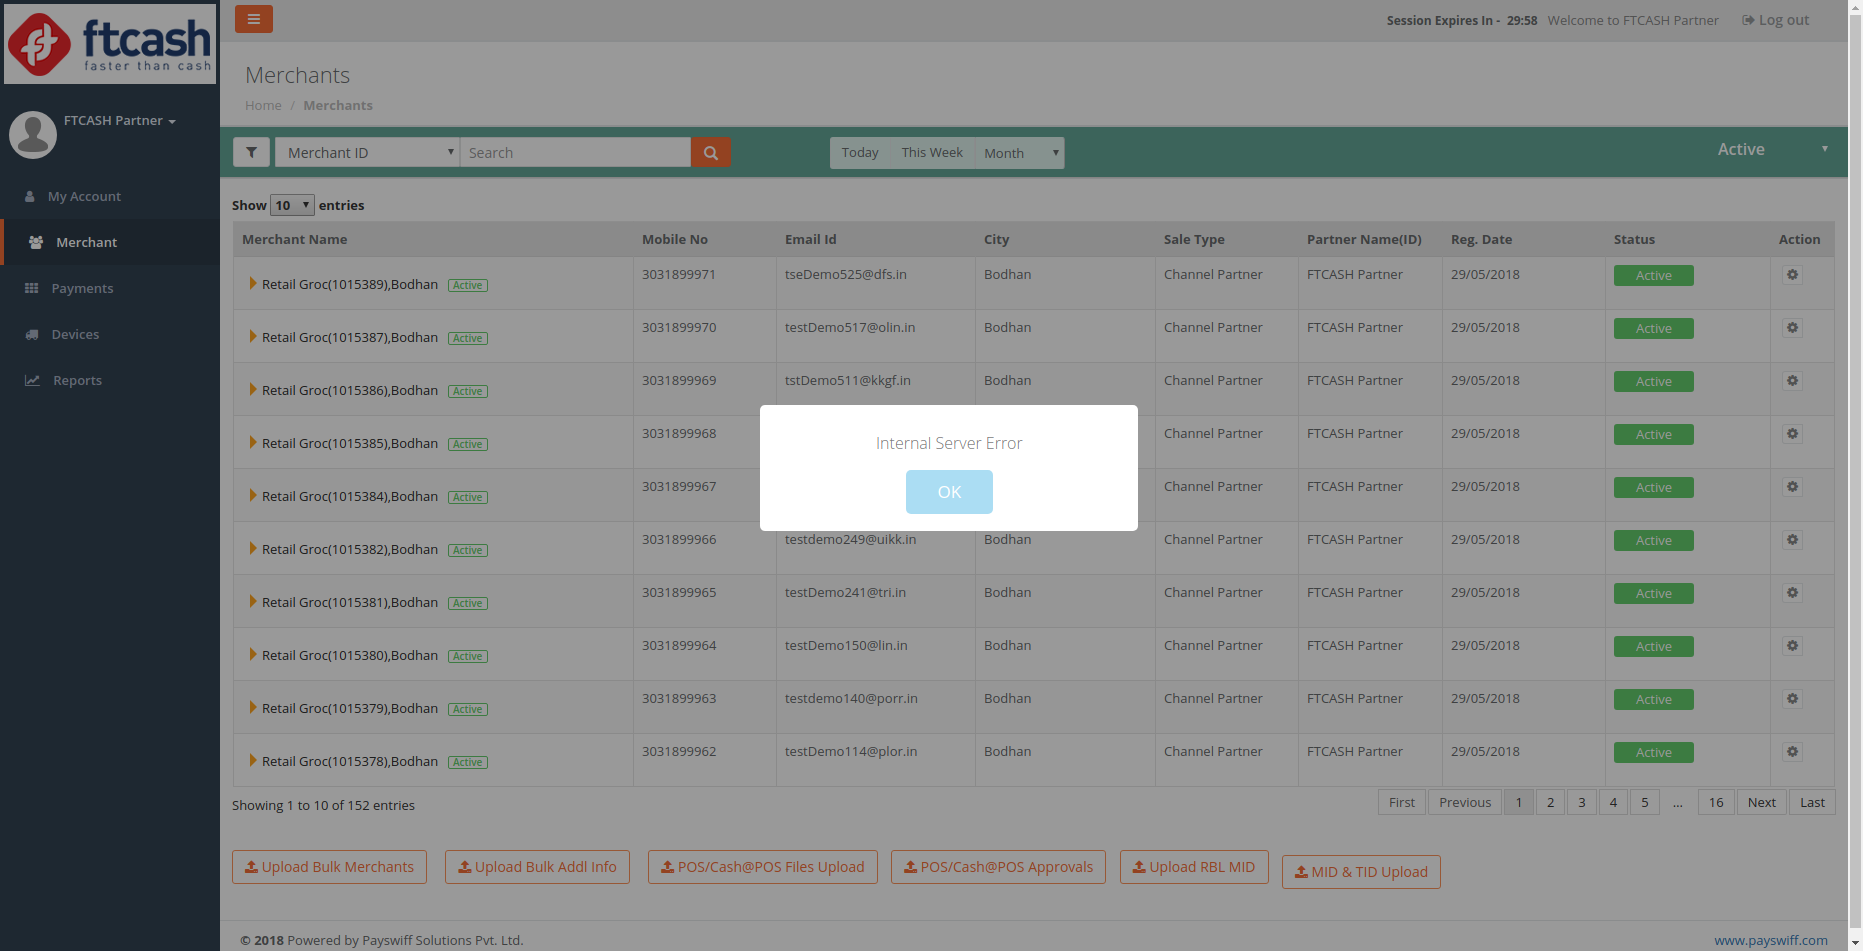 ftcash
faster than cash
Session Expires In - 29:58 Welcome to FTCASH Partner Log out
Merchants
Home / Merchants
FTCASH Partner
My Account
Merchant
Payments
Devices
Reports
Merchant ID Search Today This Week Month Active
Show 10 entries
Merchant Name Mobile No Email Id City Sale Type Partner Name(ID) Reg. Date Status Action
Retail Groc(1015389),Bodhan Active 3031899971 tseDemo525@dfs.in Bodhan Channel Partner FTCASH Partner 29/05/2018 Active
Retail Groc(1015387),Bodhan Active 3031899970 testDemo517@olin.in Bodhan Channel Partner FTCASH Partner 29/05/2018 Active
Retail Groc(1015386),Bodhan Active 3031899969 tstDemo511@kkgf.in Bodhan Channel Partner FTCASH Partner 29/05/2018 Active
Retail Groc(1015385),Bodhan Active 3031899968 Channel Partner FTCASH Partner 29/05/2018 Active
Internal Server Error
Retail Groc(1015384),Bodhan Active 3031899967 Channel Partner FTCASH Partner 29/05/2018 Active
OK
Retail Groc(1015382),Bodhan Active 3031899966 testdemo249@uikk.in Bodhan Channel Partner FTCASH Partner 29/05/2018 Active
Retail Groc(1015381),Bodhan Active 3031899965 testDemo241@tri.in Bodhan Channel Partner FTCASH Partner 29/05/2018 Active
Retail Groc(1015380),Bodhan Active 3031899964 testDemo150@lin.in Bodhan Channel Partner FTCASH Partner 29/05/2018 Active
Retail Groc(1015379),Bodhan Active 3031899963 testdemo140@porr.in Bodhan Channel Partner FTCASH Partner 29/05/2018 Active
Retail Groc(1015378),Bodhan Active 3031899962 testDemo114@plor.in Bodhan Channel Partner FTCASH Partner 29/05/2018 Active
Showing 1 to 10 of 152 entries First Previous 1 2 3 4 5 ... 16 Next Last
Upload Bulk Merchants Upload Bulk Addl Info POS/Cash@POS Files Upload POS/Cash@POS Approvals Upload RBL MID MID & TID Upload
© 2018 Powered by Payswiff Solutions Pvt. Ltd. www.payswiff.com